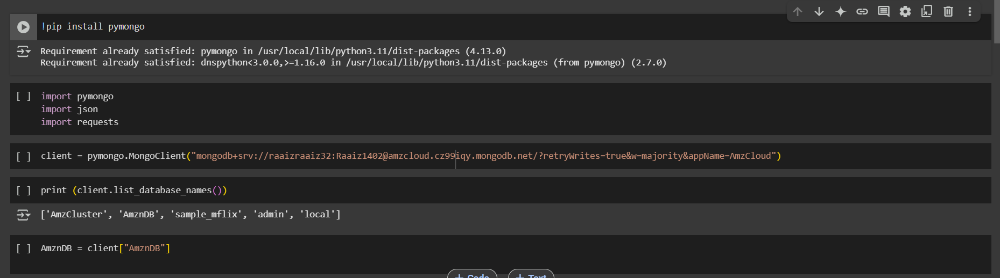 !pip install pymongo
Requirement already satisfied: pymongo in /usr/local/lib/python3.11/dist-packages (4.13.0)
Requirement already satisfied: dnspython<3.0.0,>=1.16.0 in /usr/local/lib/python3.11/dist-packages (from pymongo) (2.7.0)
[ ] import pymongo
import json
import requests
[ ] client = pymongo.MongoClient("mongodb+srv://raaizraaiz32:Raaiz1402@amzcloud.cz99iqy.mongodb.net/?retryWrites=true&w=majority&appName=AmzCloud")
[ ] print (client.list_database_names())
['AmzCluster', 'AmznDB', 'sample_mflix', 'admin', 'local']
[ ] AmznDB = client["AmznDB"]
+ Code + Text